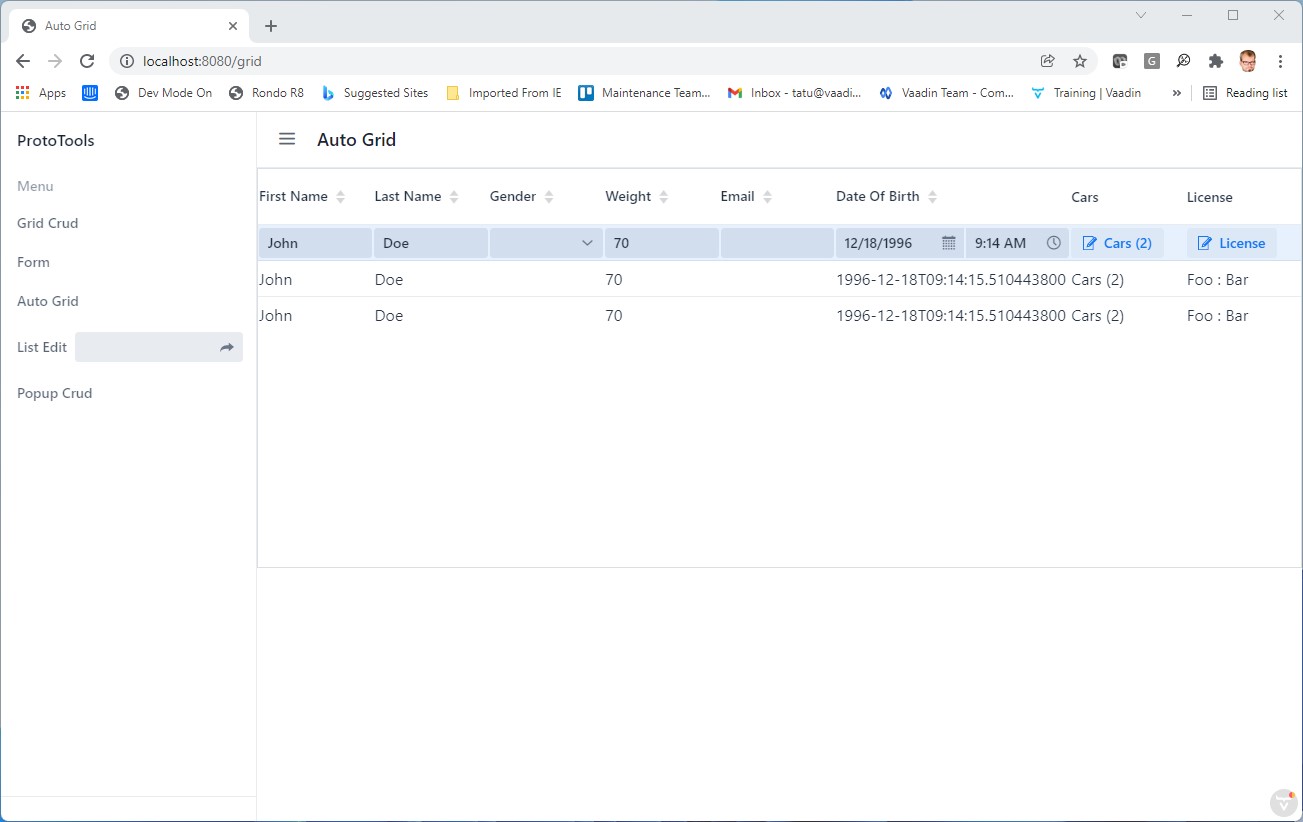 Auto Grid
localhost:8080/grid
Apps Dev Mode On Rondo R8 Suggested Sites Imported From IE Maintenance Team... Inbox - tatu@vaadi... Vaadin Team - Com... Training | Vaadin » Reading list
ProtoTools
Auto Grid
Menu
Grid Crud
Form
Auto Grid
List Edit
Popup Crud
First Name Last Name Gender Weight Email Date Of Birth Cars License
John Doe 70 12/18/1996 9:14 AM Cars (2) License
John Doe 70 1996-12-18T09:14:15.510443800 Cars (2) Foo : Bar
John Doe 70 1996-12-18T09:14:15.510443800 Cars (2) Foo : Bar